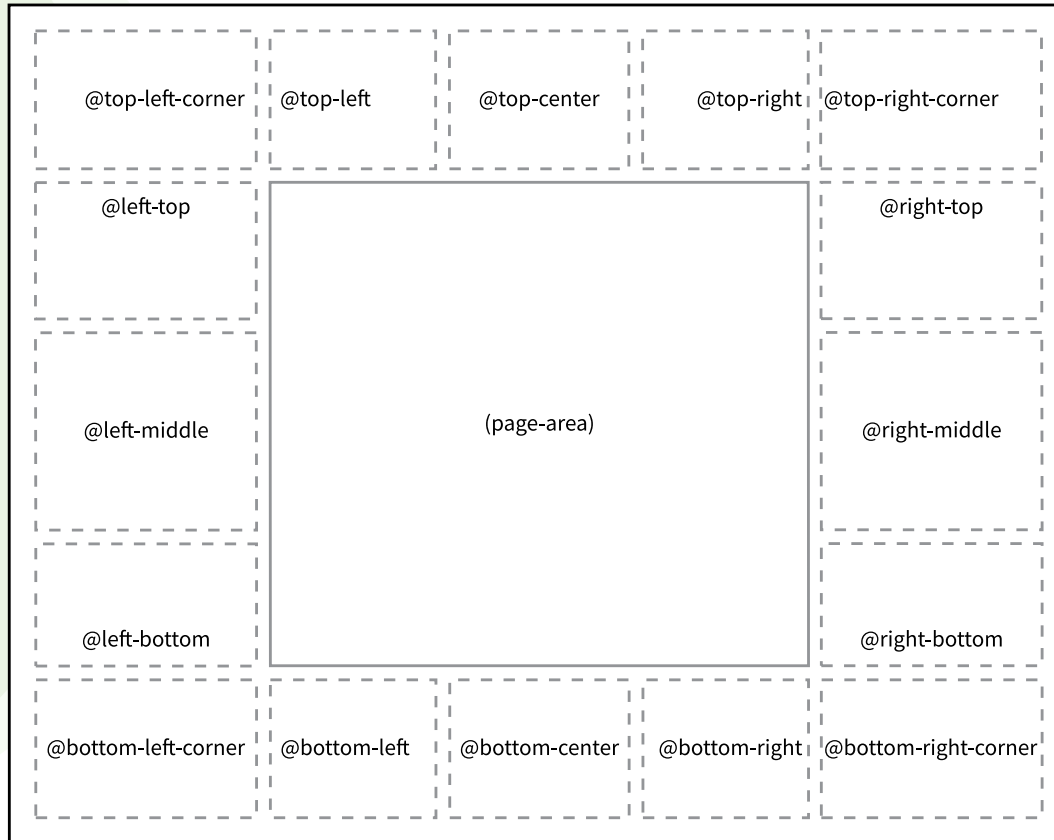 @top-left-corner @top-left @top-center @top-right @top-right-corner
@left-top @right-top
(page-area)
@left-middle @right-middle
@left-bottom @right-bottom
@bottom-left-corner @bottom-left @bottom-center @bottom-right @bottom-right-corner